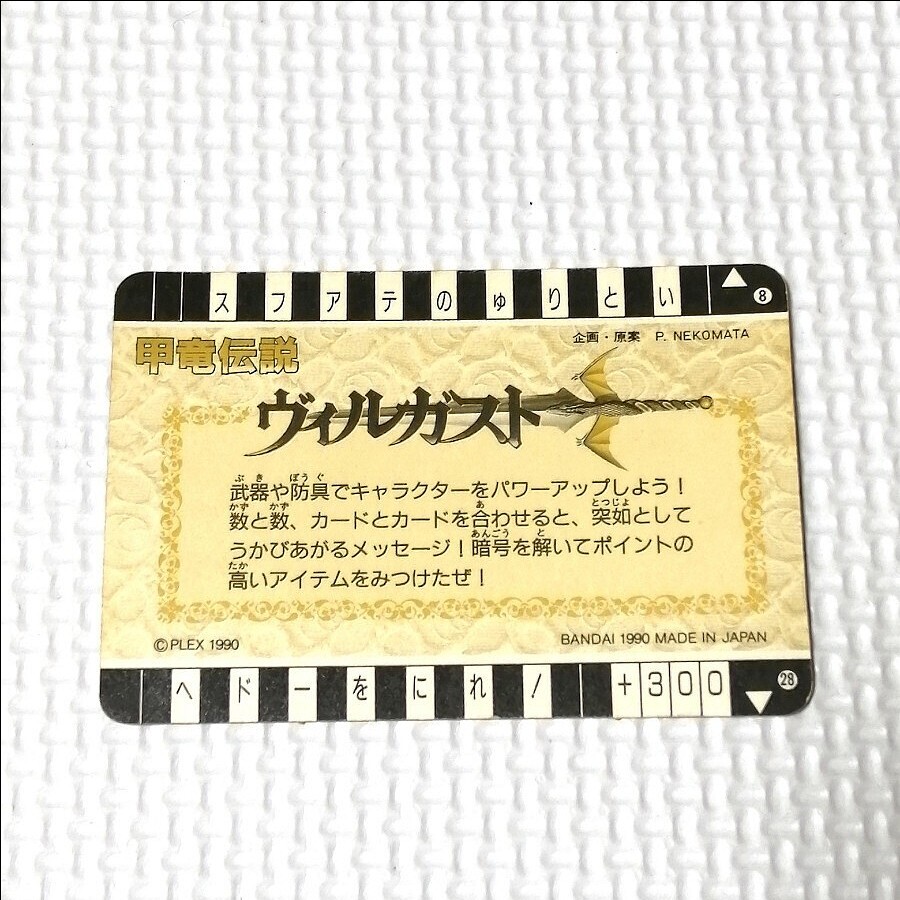 スフアテのゅりとい
▲ 8
甲竜伝説
企画・原案 P. NEKOMATA
ヴィルガスト
武器や防具でキャラクターをパワーアップしよう!
数と数、カードとカードを合わせると、突如として
うかびあがるメッセージ!暗号を解いてポイントの
高いアイテムをみつけたぜ!
©PLEX 1990
BANDAI 1990 MADE IN JAPAN
ヘドーをにれ! +300
▼ 28